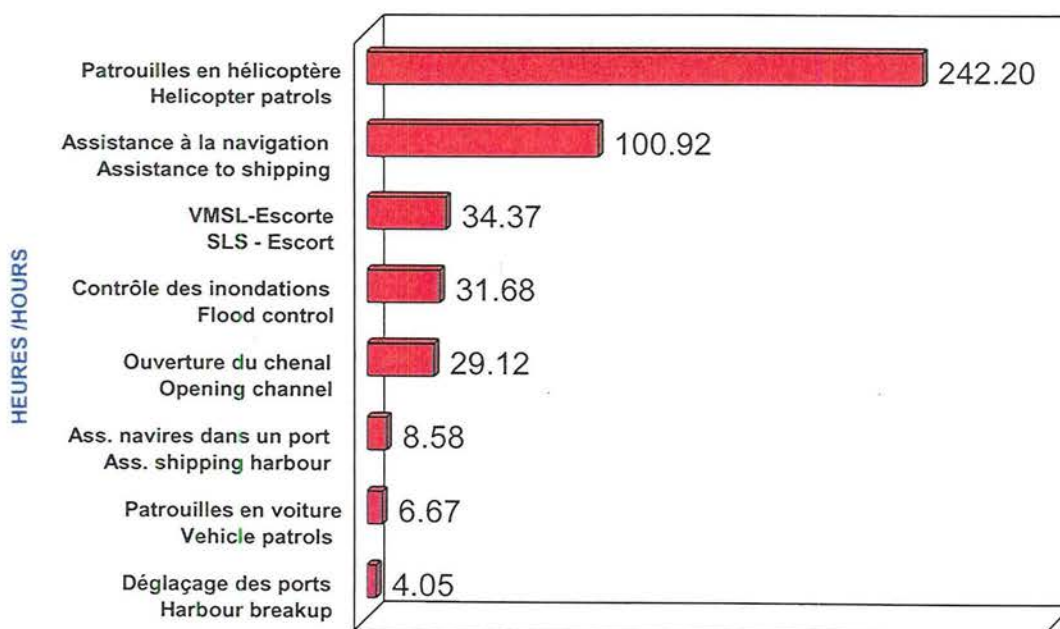 Patrouilles en hélicoptère
Helicopter patrols
242.20
Assistance à la navigation
Assistance to shipping
100.92
VMSL-Escorte
SLS - Escort
34.37
Contrôle des inondations
Flood control
31.68
Ouverture du chenal
Opening channel
29.12
Ass. navires dans un port
Ass. shipping harbour
8.58
Patrouilles en voiture
Vehicle patrols
6.67
Déglaçage des ports
Harbour breakup
4.05
HEURES /HOURS